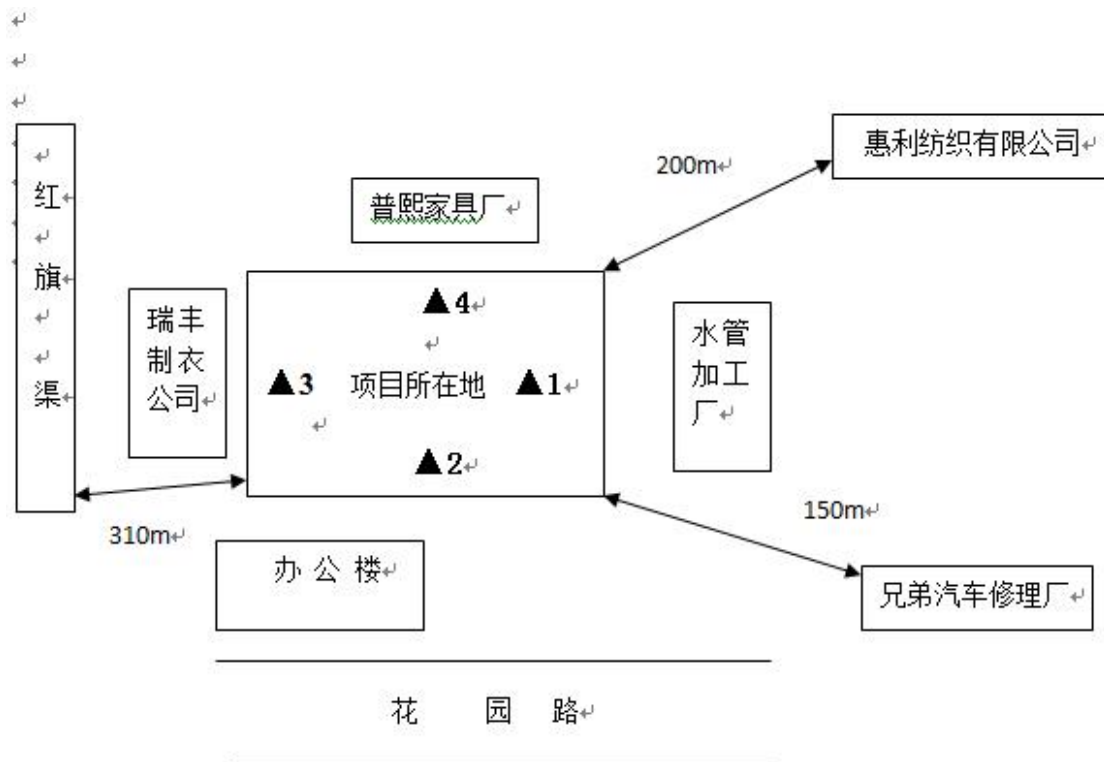 惠利纺织有限公司
200m
红旗渠
普熙家具厂
▲4
瑞丰
制衣
公司
水管
加工
厂
▲3 项目所在地 ▲1
▲2
310m
150m
办公楼
兄弟汽车修理厂
花园路